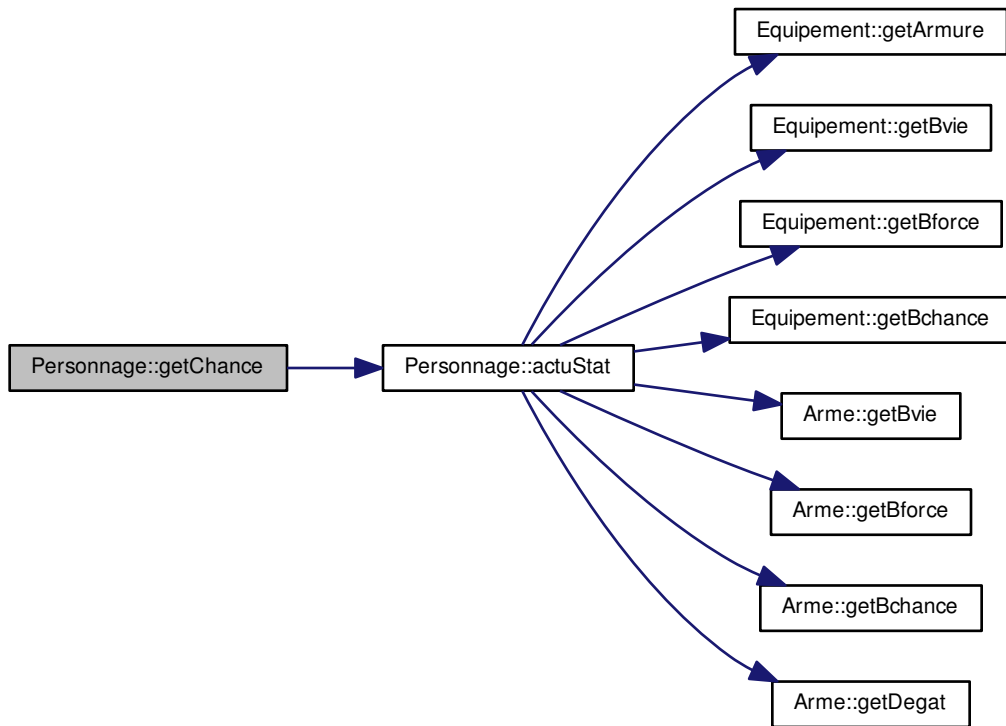 Equipement::getArmure
Equipement::getBvie
Equipement::getBforce
Equipement::getBchance
Personnage::getChance
Personnage::actuStat
Arme::getBvie
Arme::getBforce
Arme::getBchance
Arme::getDegat